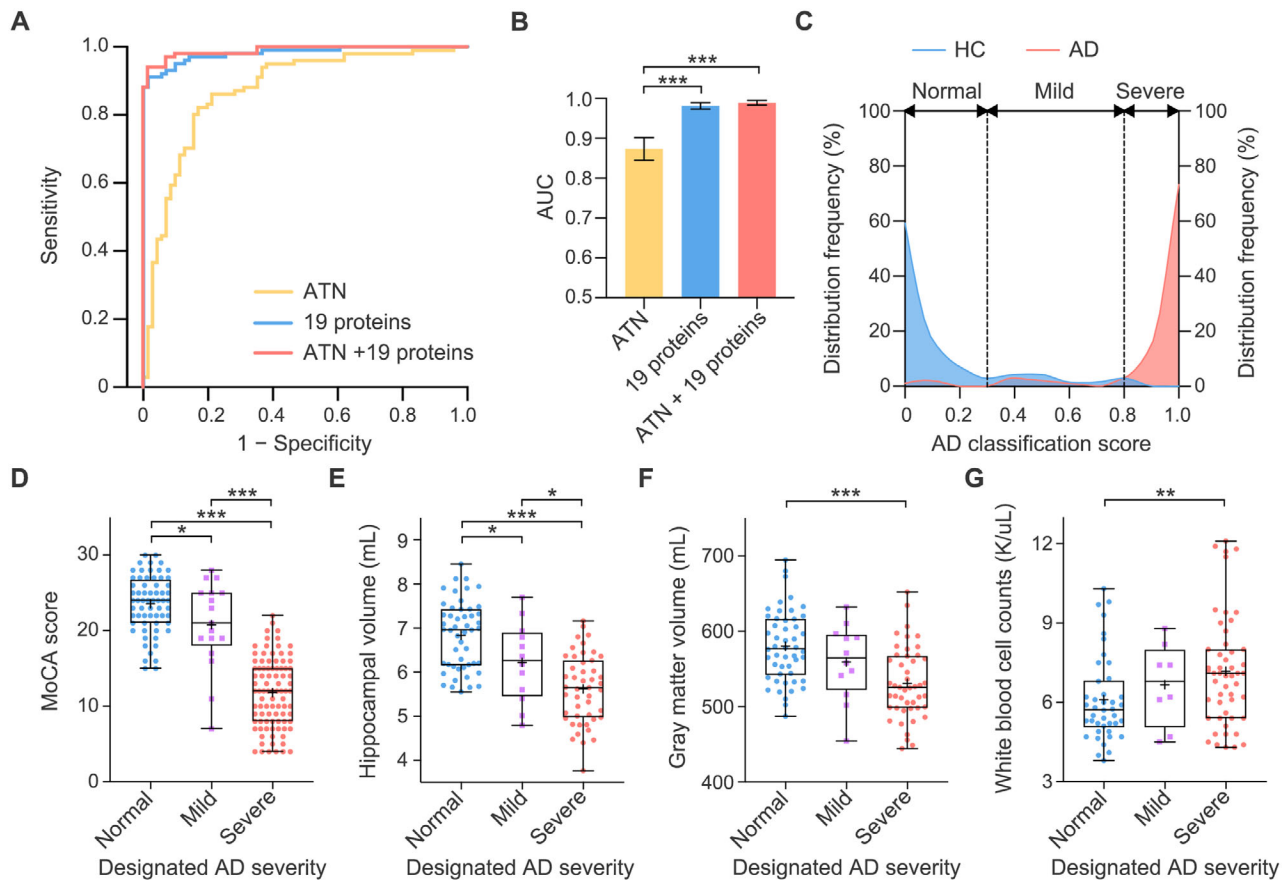 A
1.0
0.8
0.6
0.4
0.2
0
Sensitivity
0
0.2
0.4
0.6
0.8
1.0
1 − Specificity
ATN
19 proteins
ATN +19 proteins
B
***
***
1.0
0.9
0.8
0.7
0.6
0.5
AUC
ATN
19 proteins
ATN + 19 proteins
C
HC
AD
Normal
Mild
Severe
100
80
60
40
20
0
Distribution frequency (%)
100
80
60
40
20
0
Distribution frequency (%)
0
0.2
0.4
0.6
0.8
1.0
AD classification score
D
***
***
*
30
20
10
0
MoCA score
Normal
Mild
Severe
Designated AD severity
E
*
***
*
9
8
7
6
5
4
Hippocampal volume (mL)
Normal
Mild
Severe
Designated AD severity
F
***
700
600
500
400
Gray matter volume (mL)
Normal
Mild
Severe
Designated AD severity
G
**
12
9
6
3
White blood cell counts (K/uL)
Normal
Mild
Severe
Designated AD severity